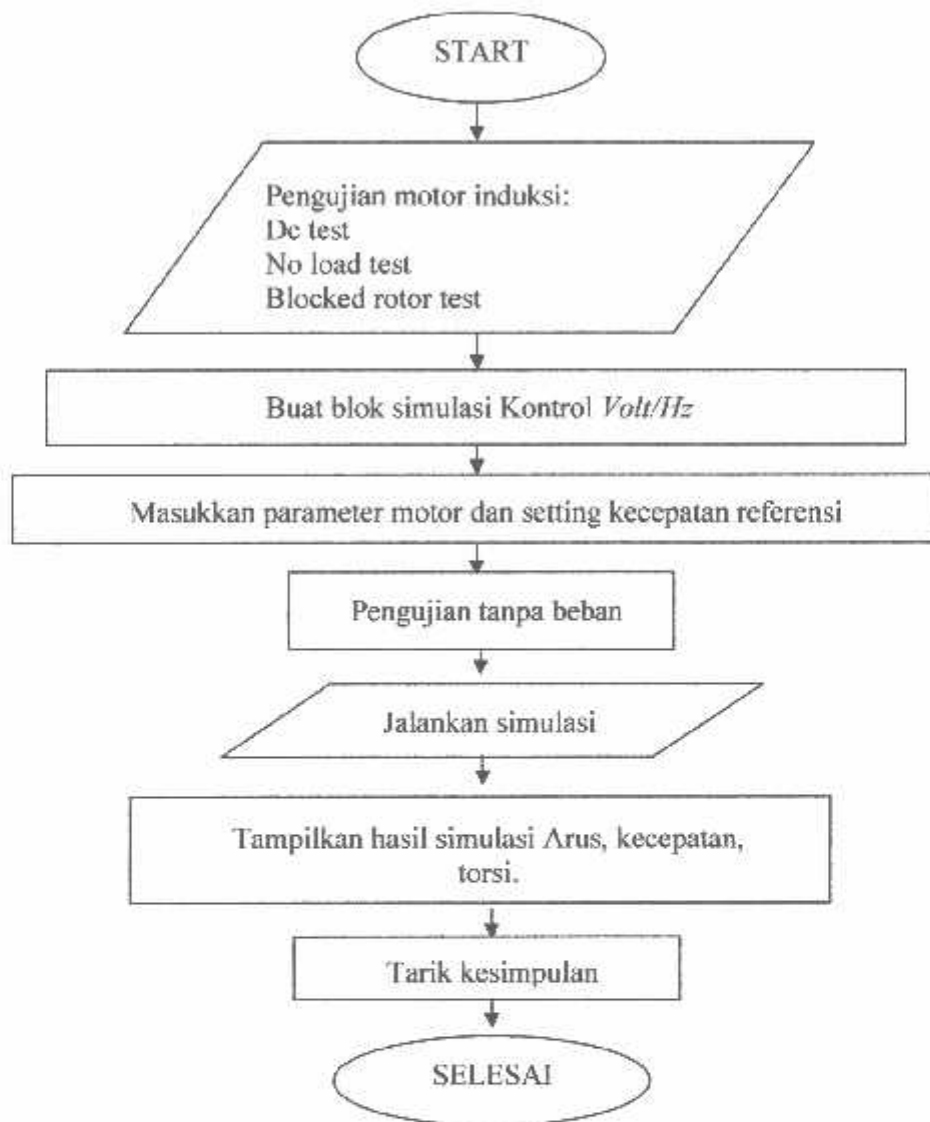 START
Pengujian motor induksi:
Dc test
No load test
Blocked rotor test
Buat blok simulasi Kontrol Volt/Hz
Masukkan parameter motor dan setting kecepatan referensi
Pengujian tanpa beban
Jalankan simulasi
Tampilkan hasil simulasi Arus, kecepatan,
torsi.
Tarik kesimpulan
SELESAI